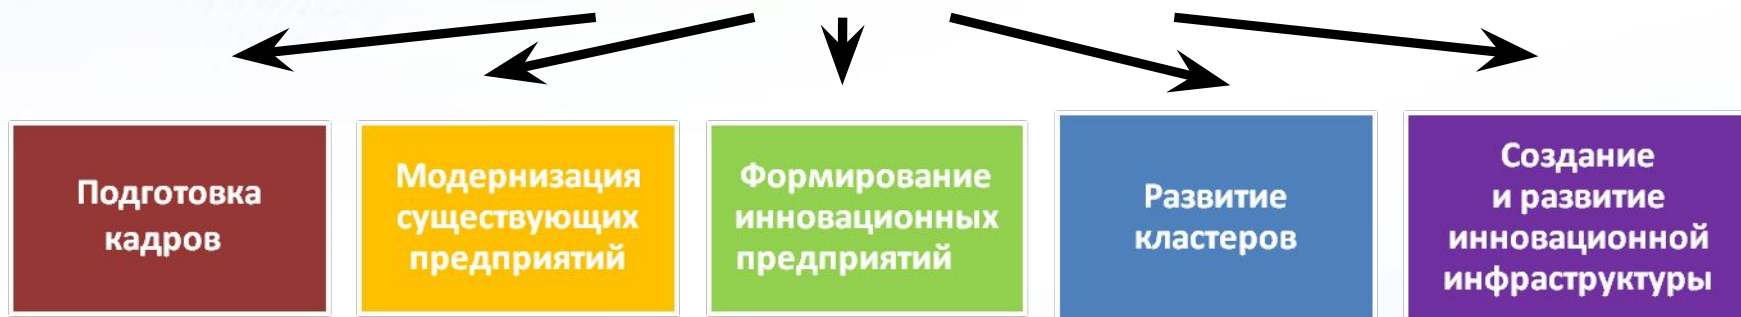 Подготовка
кадров
Модернизация
существующих
предприятий
Формирование
инновационных
предприятий
Развитие
кластеров
Создание
и развитие
инновационной
инфраструктуры